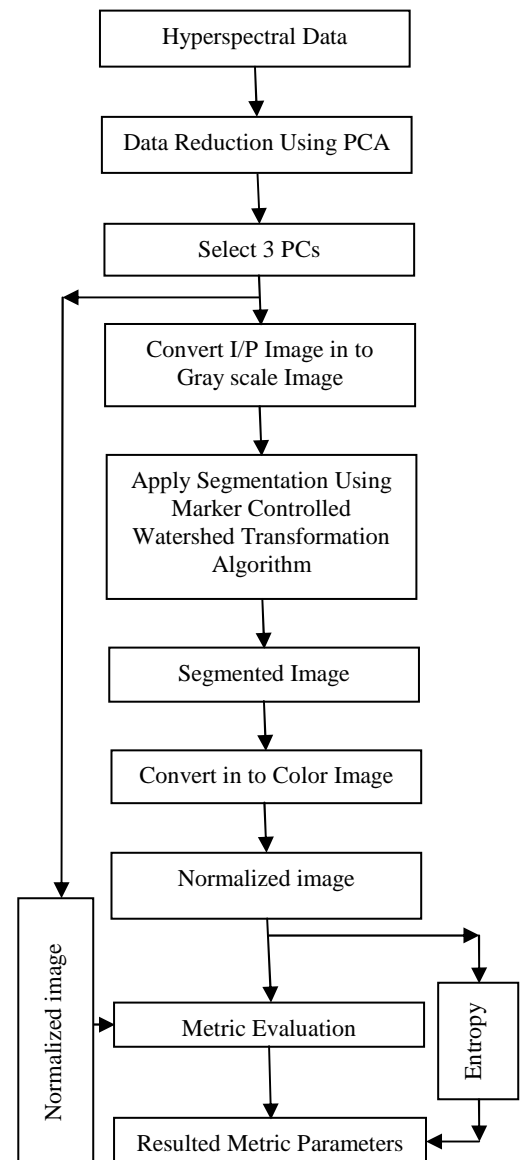 Hyperspectral Data
Data Reduction Using PCA
Select 3 PCs
Convert I/P Image in to
Gray scale Image
Apply Segmentation Using
Marker Controlled
Watershed Transformation
Algorithm
Segmented Image
Convert in to Color Image
Normalized image
Normalized image
Metric Evaluation
Entropy
Resulted Metric Parameters